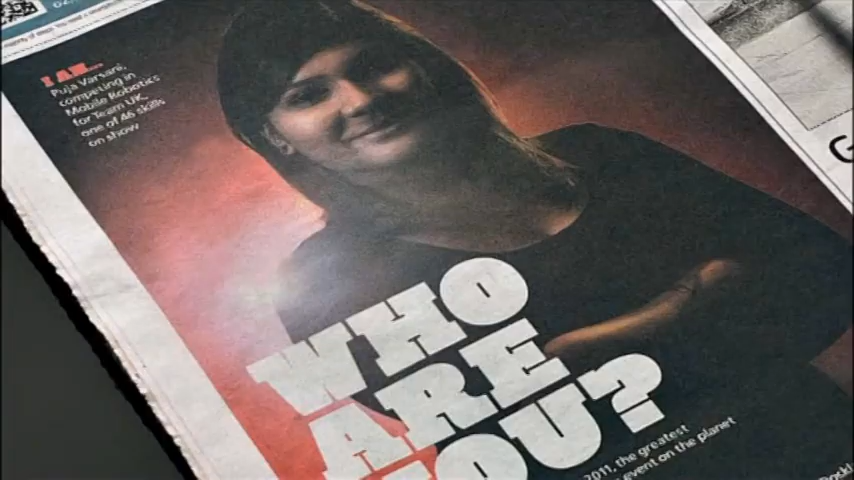 I AM...
Puja Varsani,
competing in
Mobile Robotics
for Team UK,
one of 46 skills
on show
WHO
ARE
YOU?
2011, the greatest
event on the planet